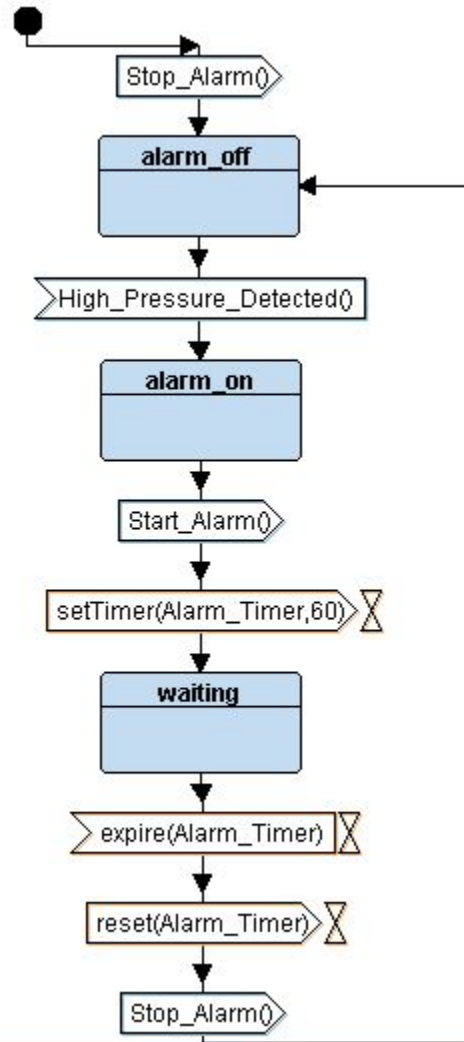 Stop_Alarm()
alarm_off
High_Pressure_Detected()
alarm_on
Start_Alarm()
setTimer(Alarm_Timer,60)
waiting
expire(Alarm_Timer)
reset(Alarm_Timer)
Stop_Alarm()